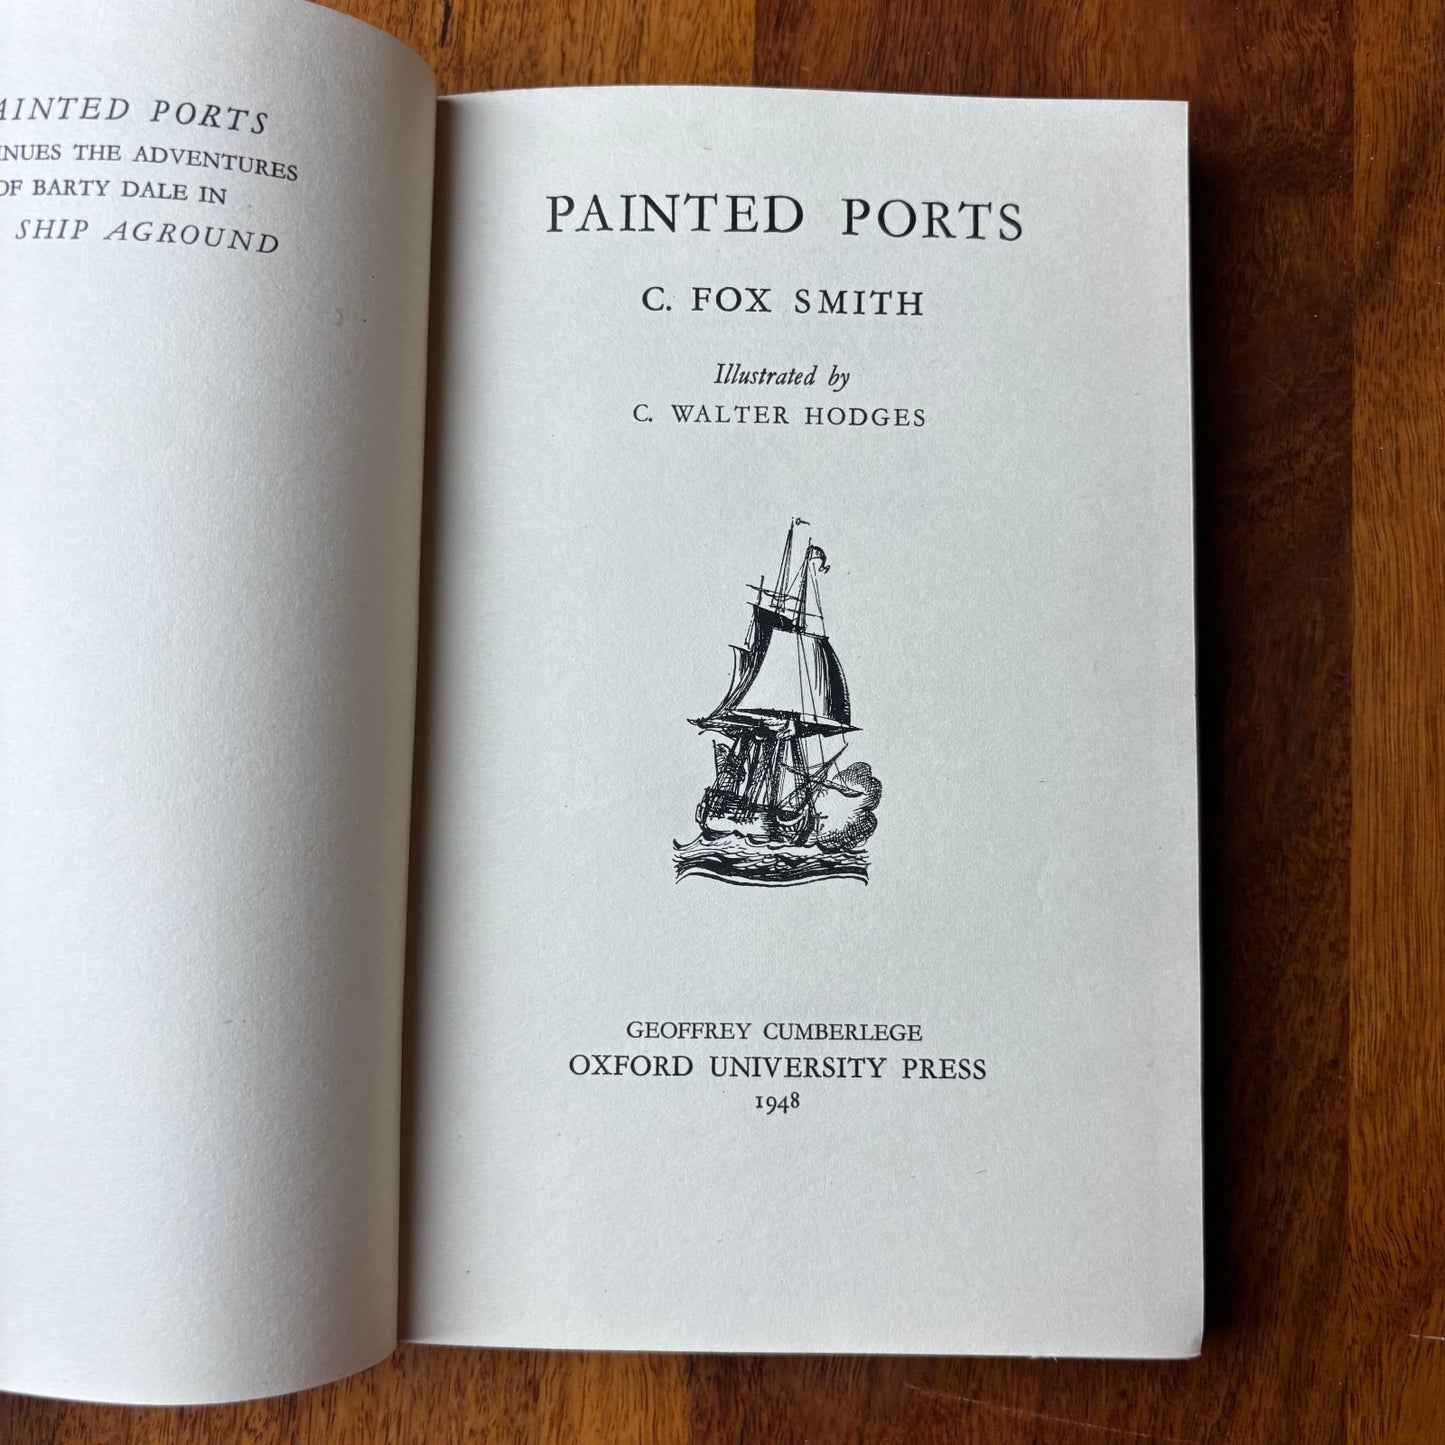 AINTED PORTS
INUES THE ADVENTURES
OF BARTY DALE IN
SHIP AGROUND
PAINTED PORTS
C. FOX SMITH
Illustrated by
C. WALTER HODGES
GEOFFREY CUMBERLEGE
OXFORD UNIVERSITY PRESS
1948